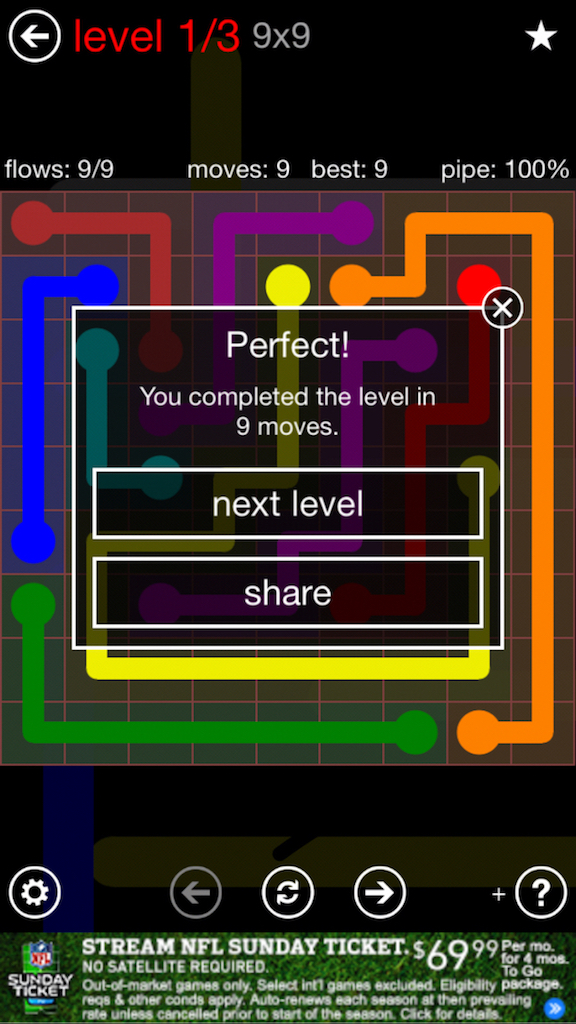 level 1/3 9x9
flows: 9/9 moves: 9 best: 9 pipe: 100%
Perfect!
You completed the level in
9 moves.
next level
share
+ ?
NFL
SUNDAY
TICKET
STREAM NFL SUNDAY TICKET.
NO SATELLITE REQUIRED.
$69.99 Per mo.
for 4 mos.
To Go
package.
Out-of-market games only. Select int'l games excluded. Eligibility
reqs & other conds apply. Auto-renews each season at then prevailing
rate unless cancelled prior to start of the season. Click for details.